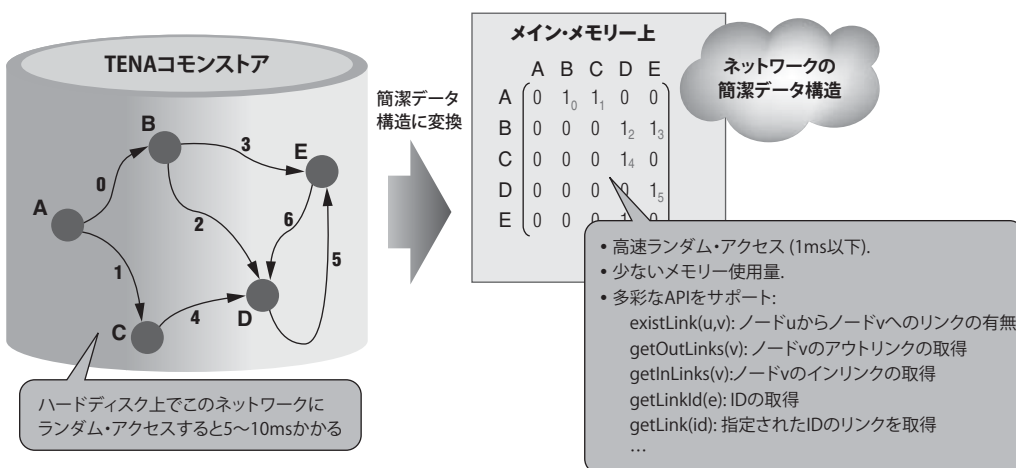 TENAコモンストア
B
3
E
0
A
2
6
5
1
4
D
C
ハードディスク上でこのネットワークに
ランダム・アクセスすると5〜10msかかる
簡潔データ
構造に変換
メイン・メモリー上
A B C D E
A 0 1₀ 1₁ 0 0
B 0 0 0 1₂ 1₃
C 0 0 0 1₄ 0
D 0 0 0 0 1₅
E 0 0 0
ネットワークの
簡潔データ構造
• 高速ランダム・アクセス (1ms以下).
• 少ないメモリー使用量.
• 多彩なAPIをサポート:
existLink(u,v): ノードuからノードvへのリンクの有無
getOutLinks(v): ノードvのアウトリンクの取得
getInLinks(v):ノードvのインリンクの取得
getLinkId(e): IDの取得
getLink(id): 指定されたIDのリンクを取得
…